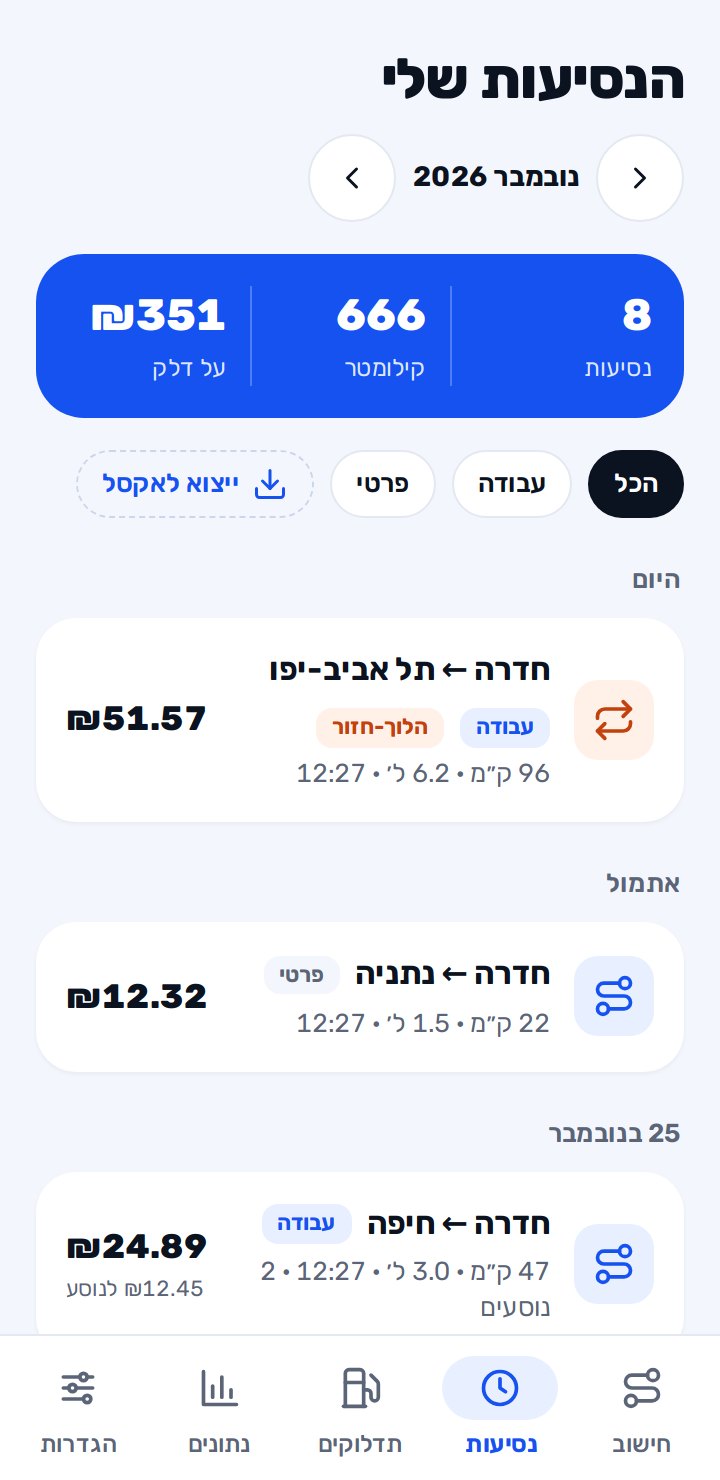 הנסיעות שלי
נובמבר 2026
8
נסיעות
666
קילומטר
₪351
על דלק
הכל
עבודה
פרטי
ייצוא לאקסל
היום
חדרה ← תל אביב-יפו
עבודה
הלוך-חזור
96 ק״מ • 6.2 ל׳ • 12:27
₪51.57
אתמול
חדרה ← נתניה
פרטי
22 ק״מ • 1.5 ל׳ • 12:27
₪12.32
25 בנובמבר
חדרה ← חיפה
עבודה
47 ק״מ • 3.0 ל׳ • 12:27 • 2
נוסעים
₪24.89
₪12.45 לנוסע
חישוב
נסיעות
תדלוקים
נתונים
הגדרות